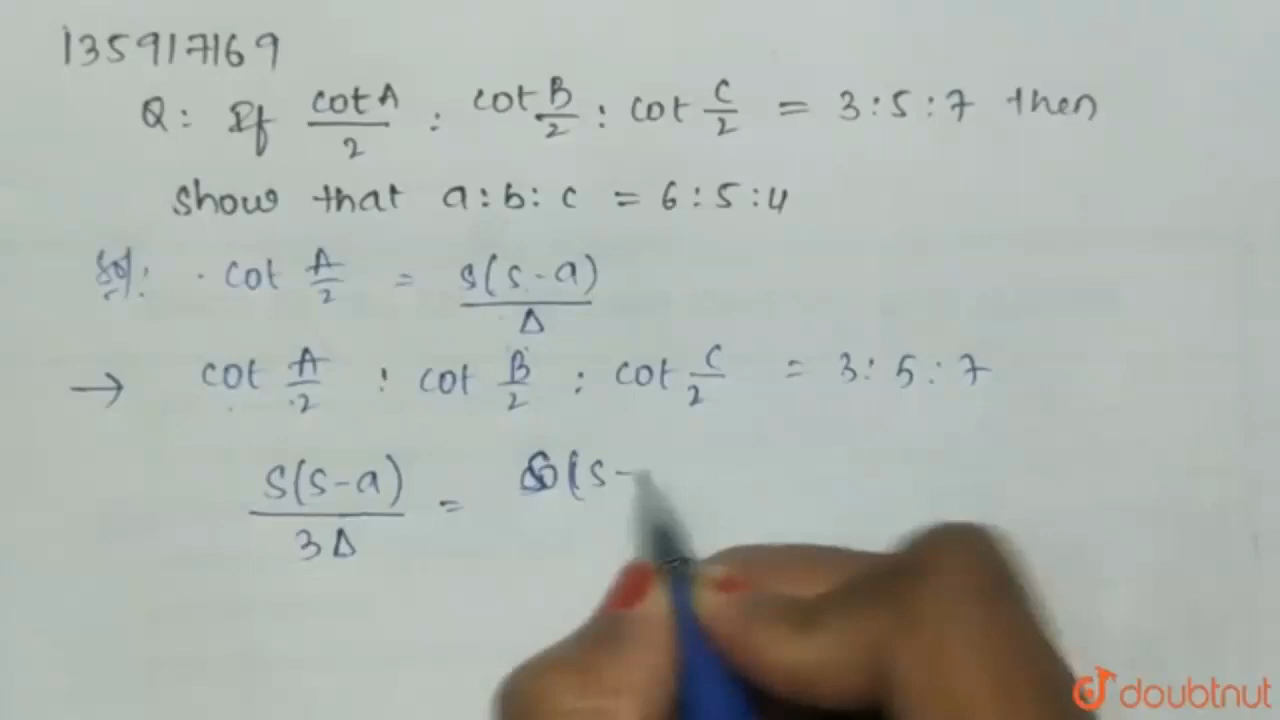 135917169
Q: If cot A/2 : cot B/2 : cot C/2 = 3:5:7 then
show that a:b:c = 6:5:4
Sol: . cot A/2 = s(s-a)/Δ
→ cot A/2 : cot B/2 : cot C/2 = 3:5:7
s(s-a)/3Δ = s(s-
doubtnut